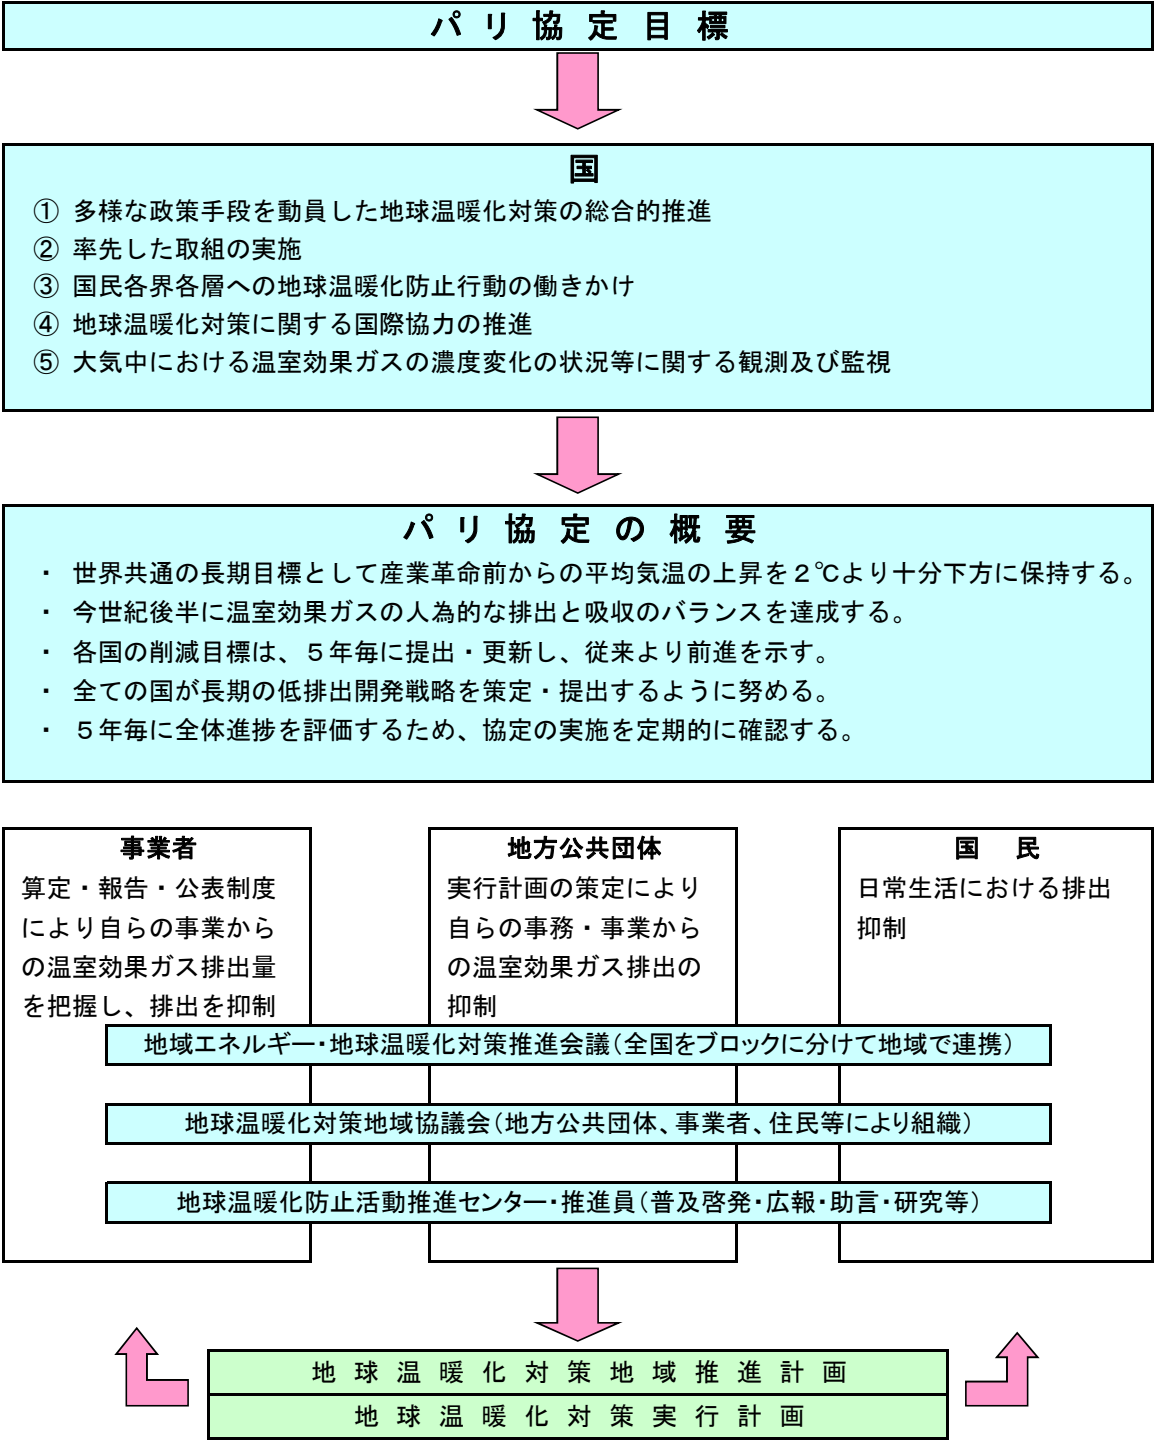 パリ協定目標
国
① 多様な政策手段を動員した地球温暖化対策の総合的推進
② 率先した取組の実施
③ 国民各界各層への地球温暖化防止行動の働きかけ
④ 地球温暖化対策に関する国際協力の推進
⑤ 大気中における温室効果ガスの濃度変化の状況等に関する観測及び監視
パリ協定の概要
・ 世界共通の長期目標として産業革命前からの平均気温の上昇を２℃より十分下方に保持する。
・ 今世紀後半に温室効果ガスの人為的な排出と吸収のバランスを達成する。
・ 各国の削減目標は、５年毎に提出・更新し、従来より前進を示す。
・ 全ての国が長期の低排出開発戦略を策定・提出するように努める。
・ ５年毎に全体進捗を評価するため、協定の実施を定期的に確認する。
事業者
算定・報告・公表制度
により自らの事業から
の温室効果ガス排出量
を把握し、排出を抑制
地方公共団体
実行計画の策定により
自らの事務・事業から
の温室効果ガス排出の
抑制
国 民
日常生活における排出
抑制
地域エネルギー・地球温暖化対策推進会議（全国をブロックに分けて地域で連携）
地球温暖化対策地域協議会（地方公共団体、事業者、住民等により組織）
地球温暖化防止活動推進センター・推進員（普及啓発・広報・助言・研究等）
地球温暖化対策地域推進計画
地球温暖化対策実行計画